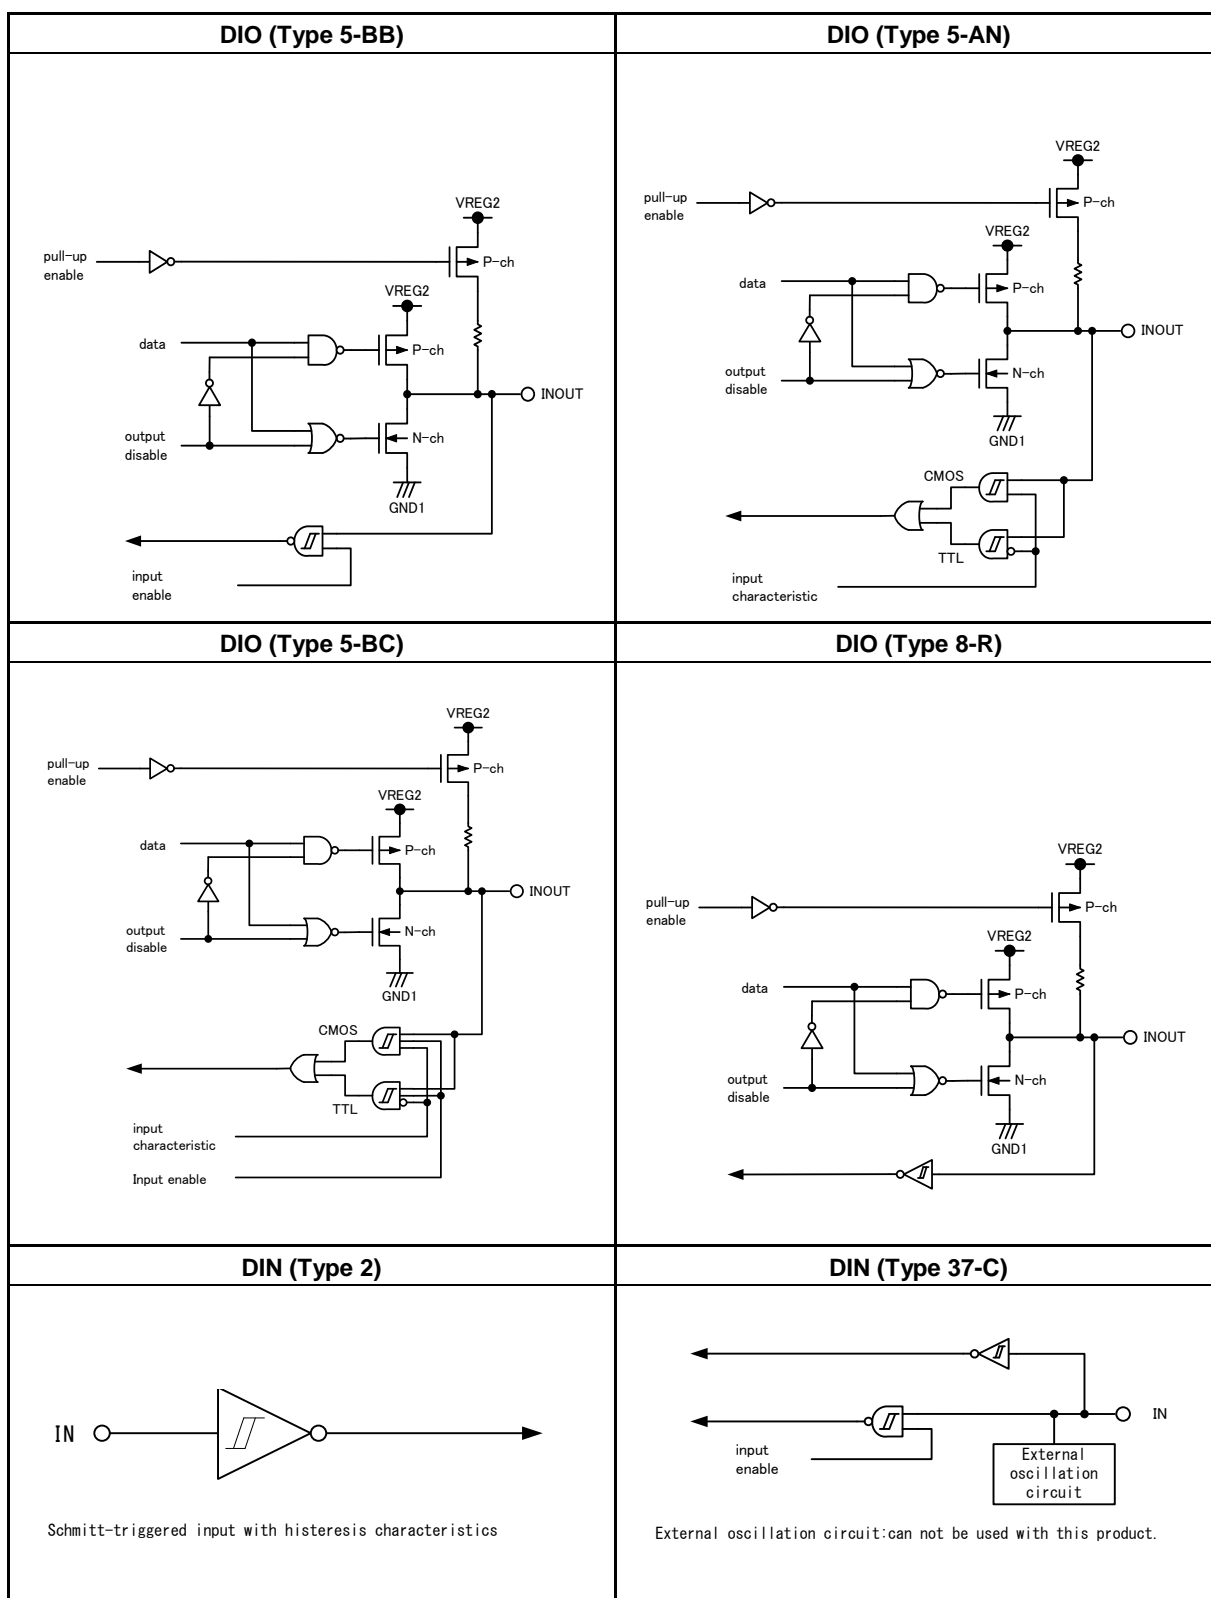 DIO (Type 5-BB)
DIO (Type 5-AN)
VREG2
pull-up
enable
P-ch
VREG2
data
P-ch
INOUT
output
disable
N-ch
GND1
input
enable
VREG2
pull-up
enable
P-ch
VREG2
data
P-ch
INOUT
output
disable
N-ch
GND1
CMOS
TTL
input
characteristic
DIO (Type 5-BC)
DIO (Type 8-R)
VREG2
pull-up
enable
P-ch
VREG2
data
P-ch
INOUT
output
disable
N-ch
GND1
CMOS
TTL
input
characteristic
Input enable
VREG2
pull-up
enable
P-ch
VREG2
data
P-ch
INOUT
output
disable
N-ch
GND1
DIN (Type 2)
DIN (Type 37-C)
IN
Schmitt-triggered input with histeresis characteristics
IN
input
enable
External
oscillation
circuit
External oscillation circuit:can not be used with this product.